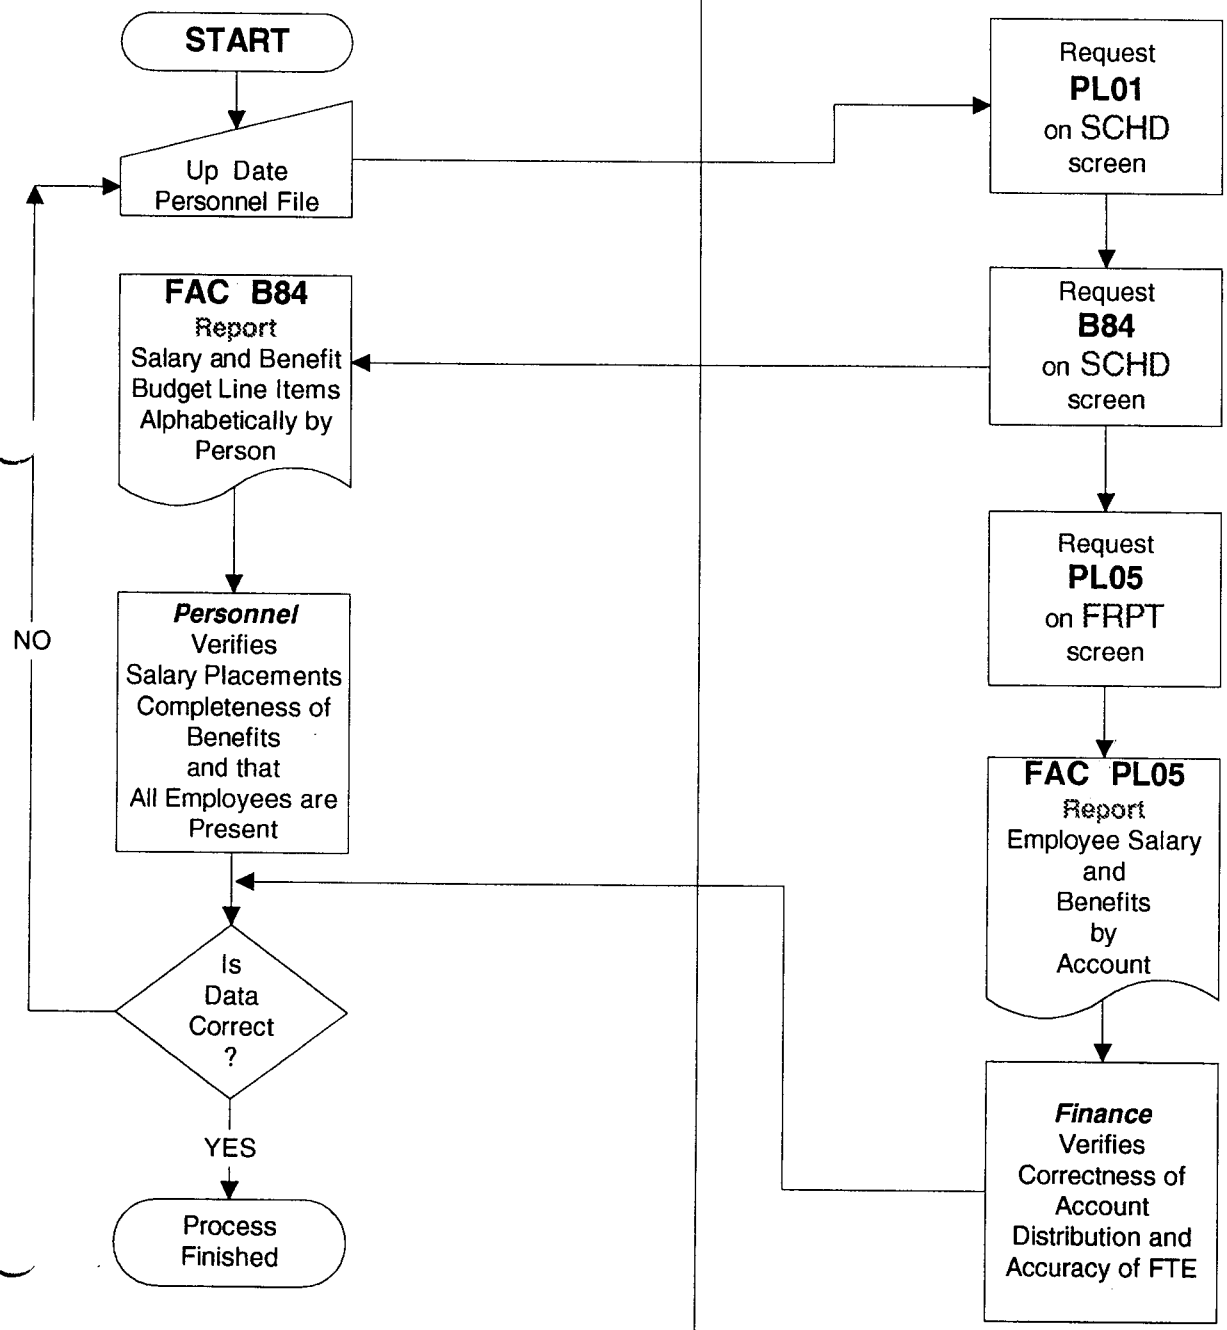 START
Up Date
Personnel File
FAC B84
Report
Salary and Benefit
Budget Line Items
Alphabetically by
Person
Personnel
Verifies
Salary Placements
Completeness of
Benefits
and that
All Employees are
Present
NO
Is
Data
Correct
?
YES
Process
Finished
Request
PL01
on SCHD
screen
Request
B84
on SCHD
screen
Request
PL05
on FRPT
screen
FAC PL05
Report
Employee Salary
and
Benefits
by
Account
Finance
Verifies
Correctness of
Account
Distribution and
Accuracy of FTE